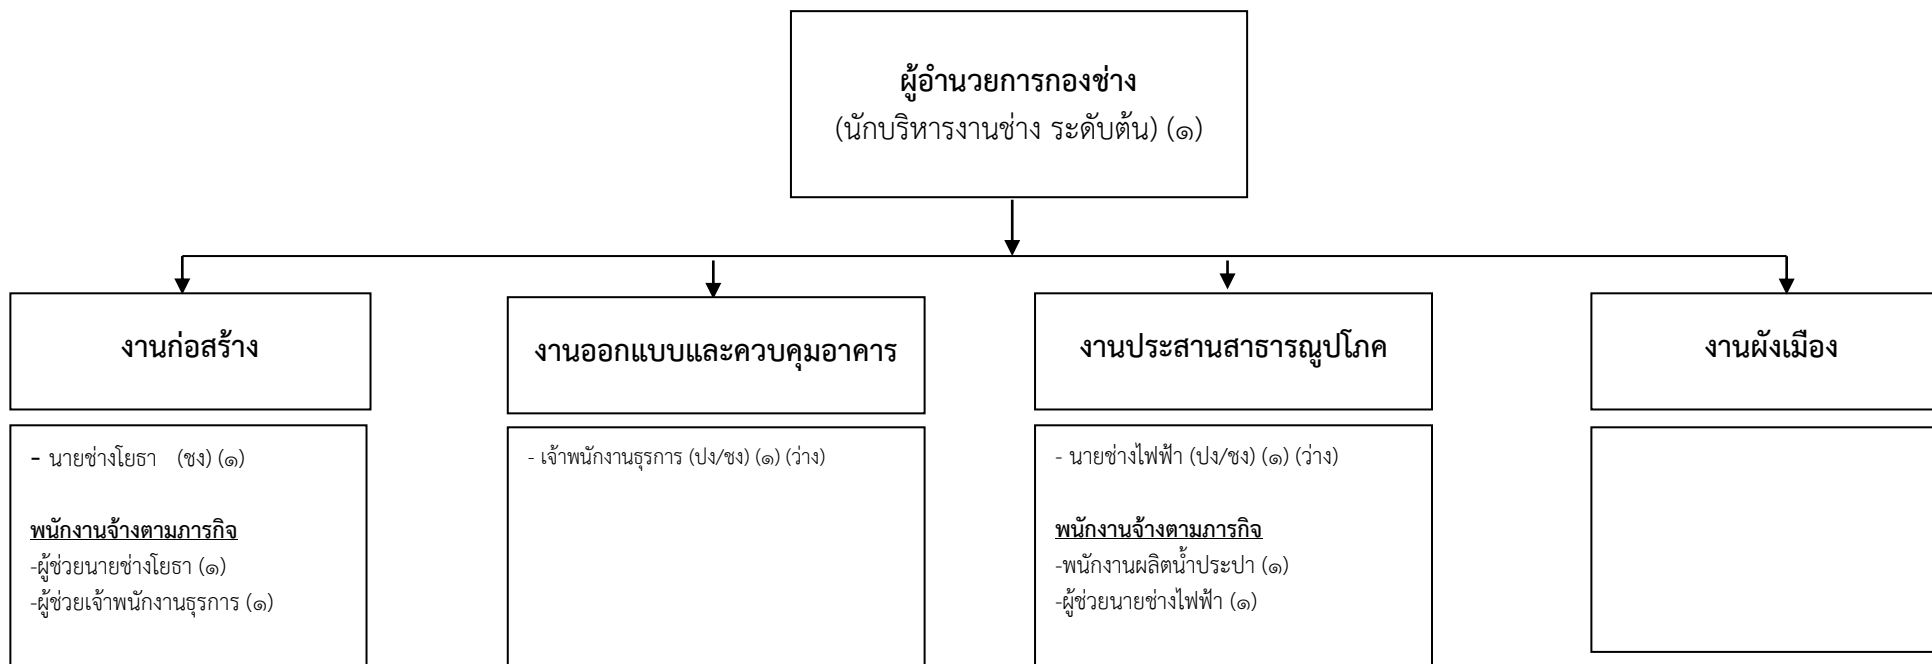 ผู้อำนวยการกองช่าง
(นักบริหารงานช่าง ระดับต้น) (๑)
งานก่อสร้าง
- นายช่างโยธา (ชง) (๑)
พนักงานจ้างตามภารกิจ
-ผู้ช่วยนายช่างโยธา (๑)
-ผู้ช่วยเจ้าพนักงานธุรการ (๑)
งานออกแบบและควบคุมอาคาร
- เจ้าพนักงานธุรการ (ปง/ชง) (๑) (ว่าง)
งานประสานสาธารณูปโภค
- นายช่างไฟฟ้า (ปง/ชง) (๑) (ว่าง)
พนักงานจ้างตามภารกิจ
-พนักงานผลิตน้ำประปา (๑)
-ผู้ช่วยนายช่างไฟฟ้า (๑)
งานผังเมือง